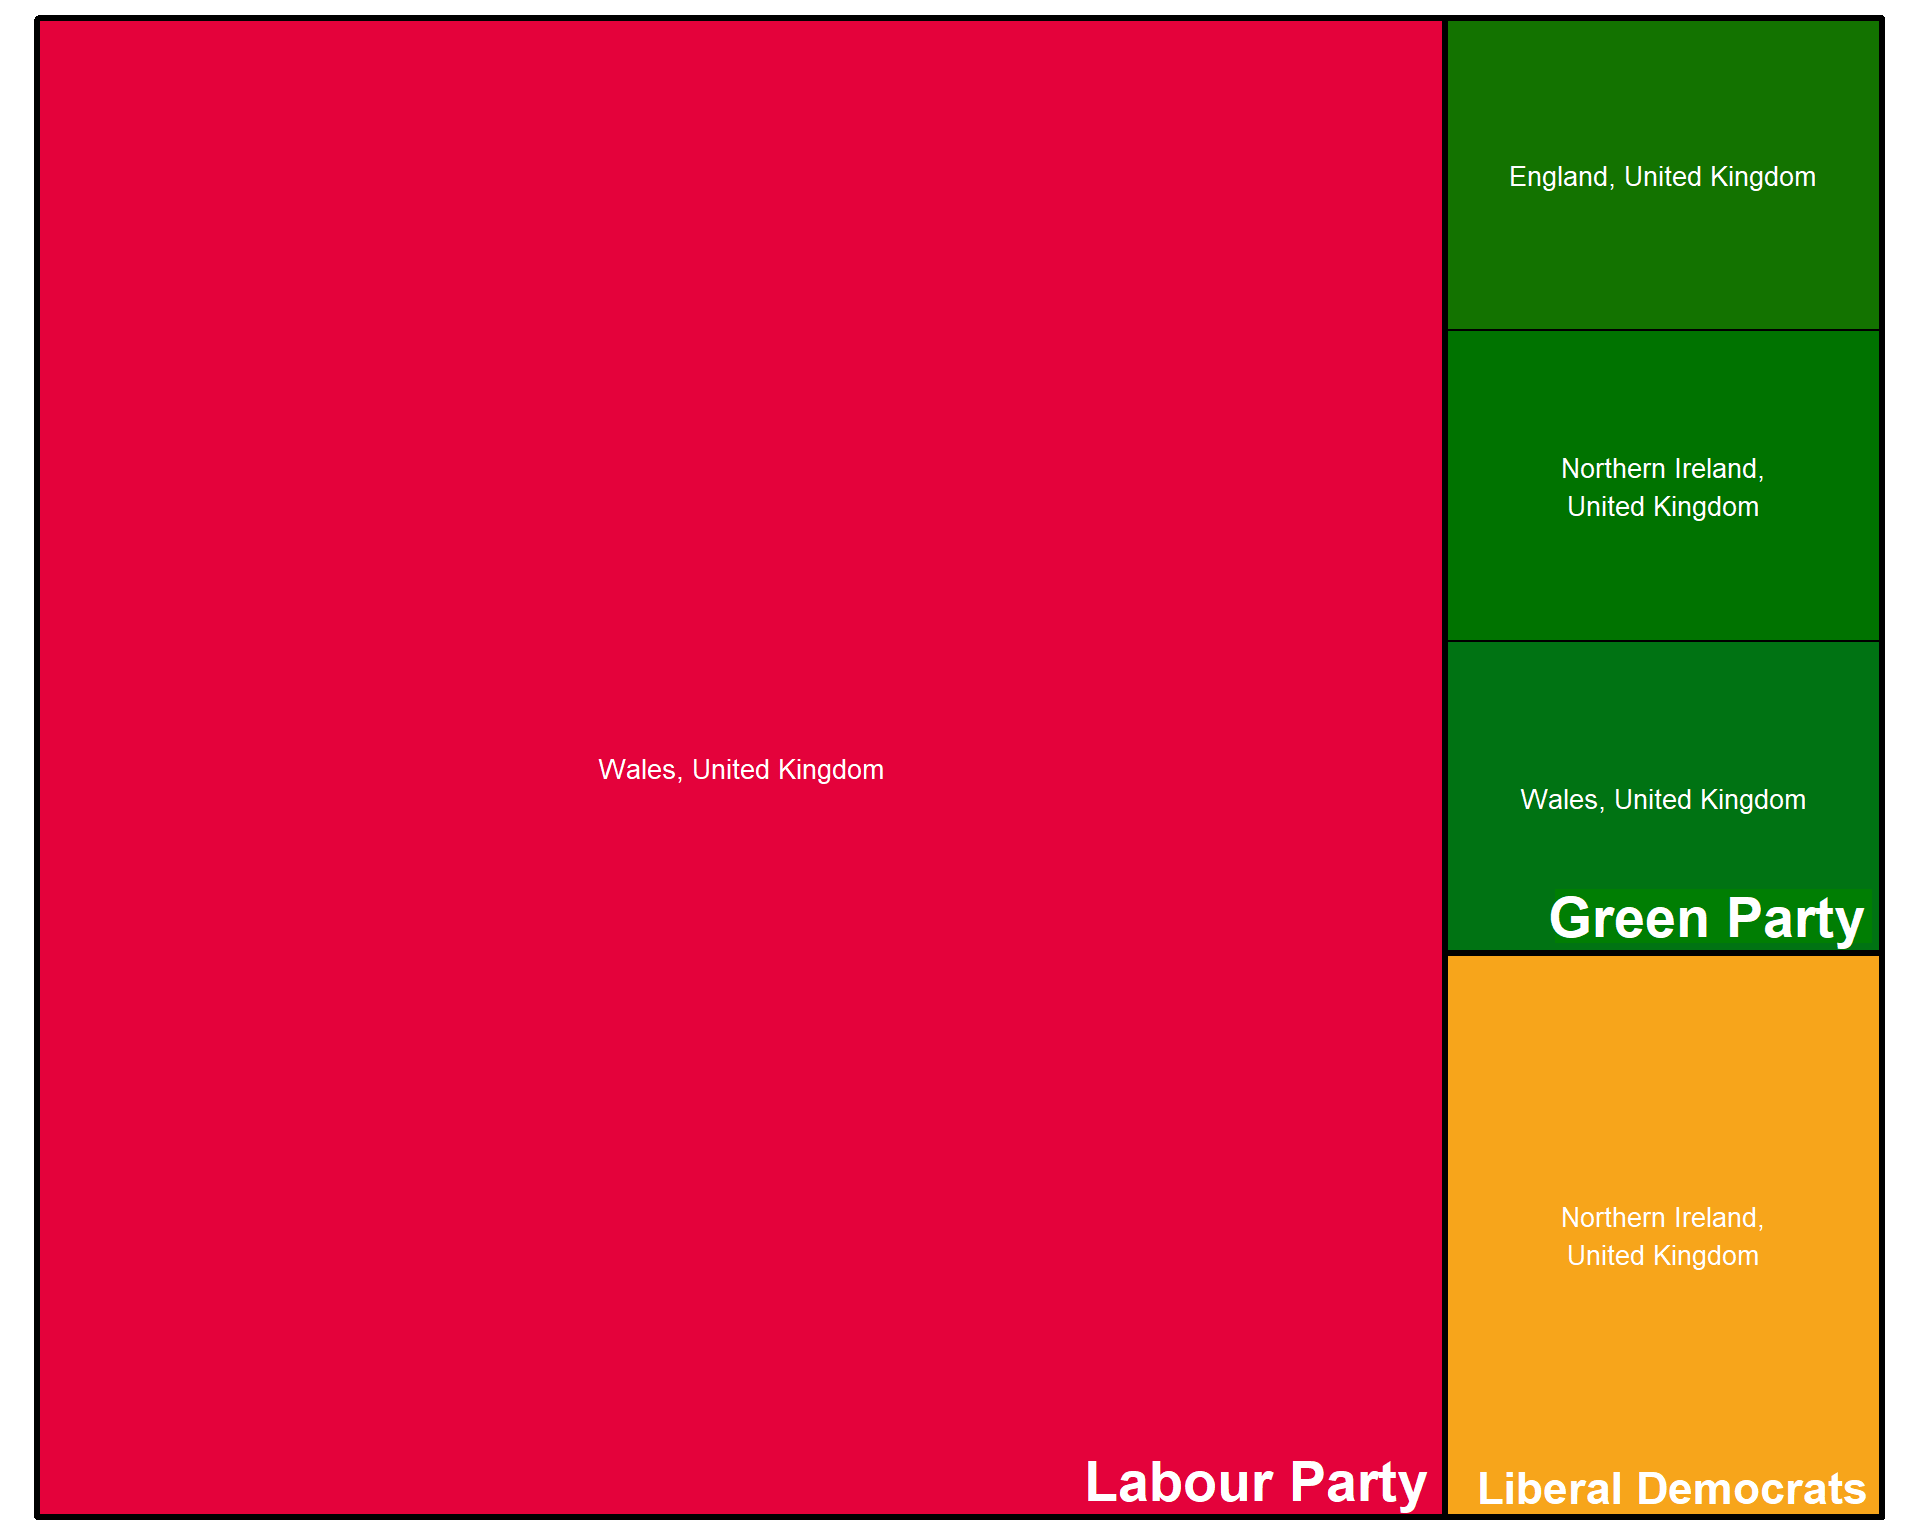 Wales, United Kingdom
Labour Party
England, United Kingdom
Northern Ireland,
United Kingdom
Wales, United Kingdom
Green Party
Northern Ireland,
United Kingdom
Liberal Democrats